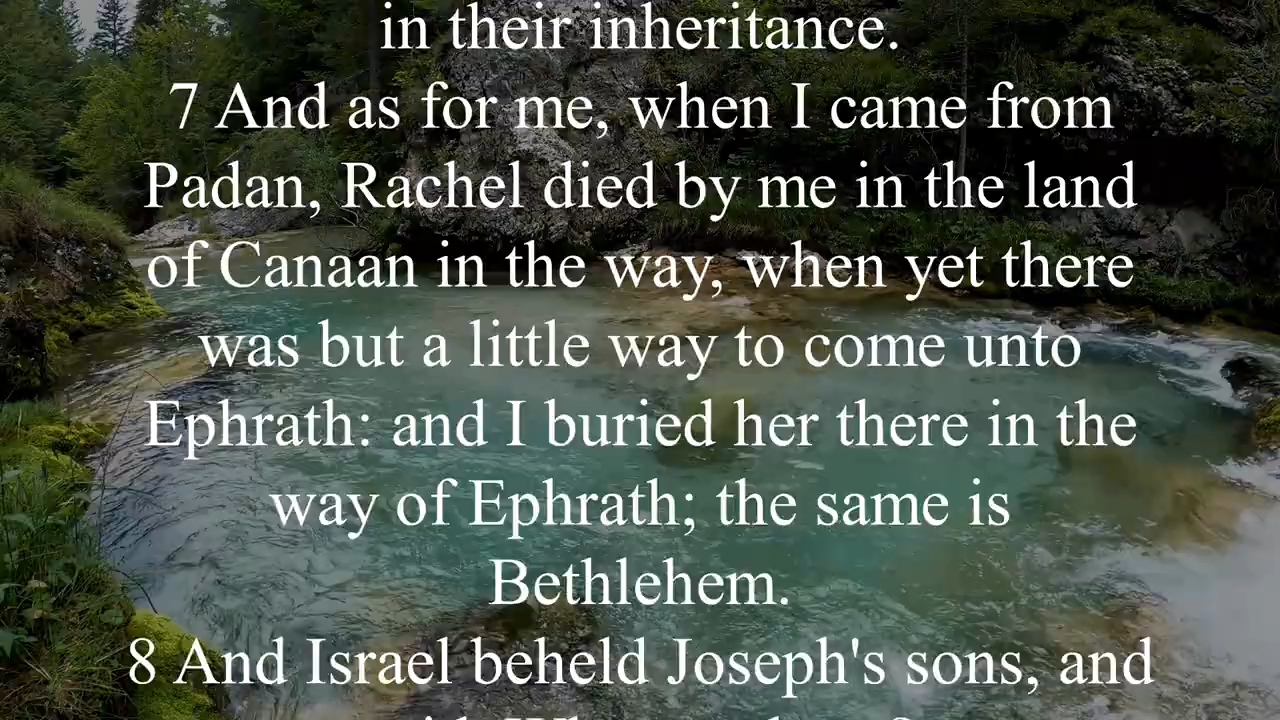 in their inheritance.
7 And as for me, when I came from
Padan, Rachel died by me in the land
of Canaan in the way, when yet there
was but a little way to come unto
Ephrath: and I buried her there in the
way of Ephrath; the same is
Bethlehem.
8 And Israel beheld Joseph's sons, and